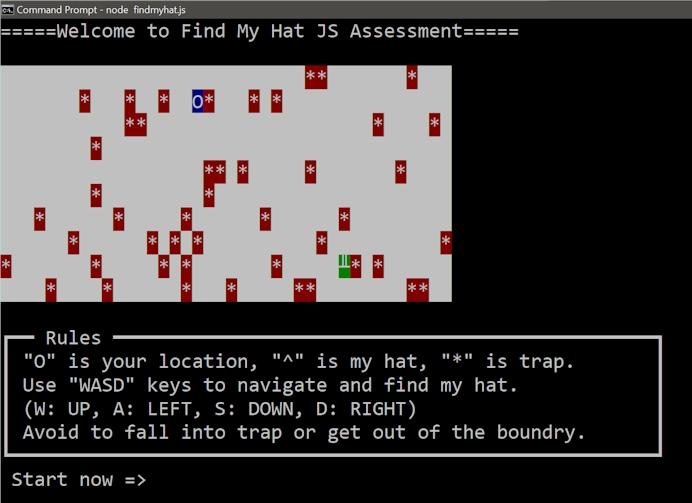 Command Prompt - node findmyhat.js
=====Welcome to Find My Hat JS Assessment=====
** *
* * * O* * *
** * *
*
** * * *
* *
* * * * *
* * * * * *
* * * * * *
* * * * ** **
Rules
"O" is your location, "^" is my hat, "*" is trap.
Use "WASD" keys to navigate and find my hat.
(W: UP, A: LEFT, S: DOWN, D: RIGHT)
Avoid to fall into trap or get out of the boundry.
Start now =>